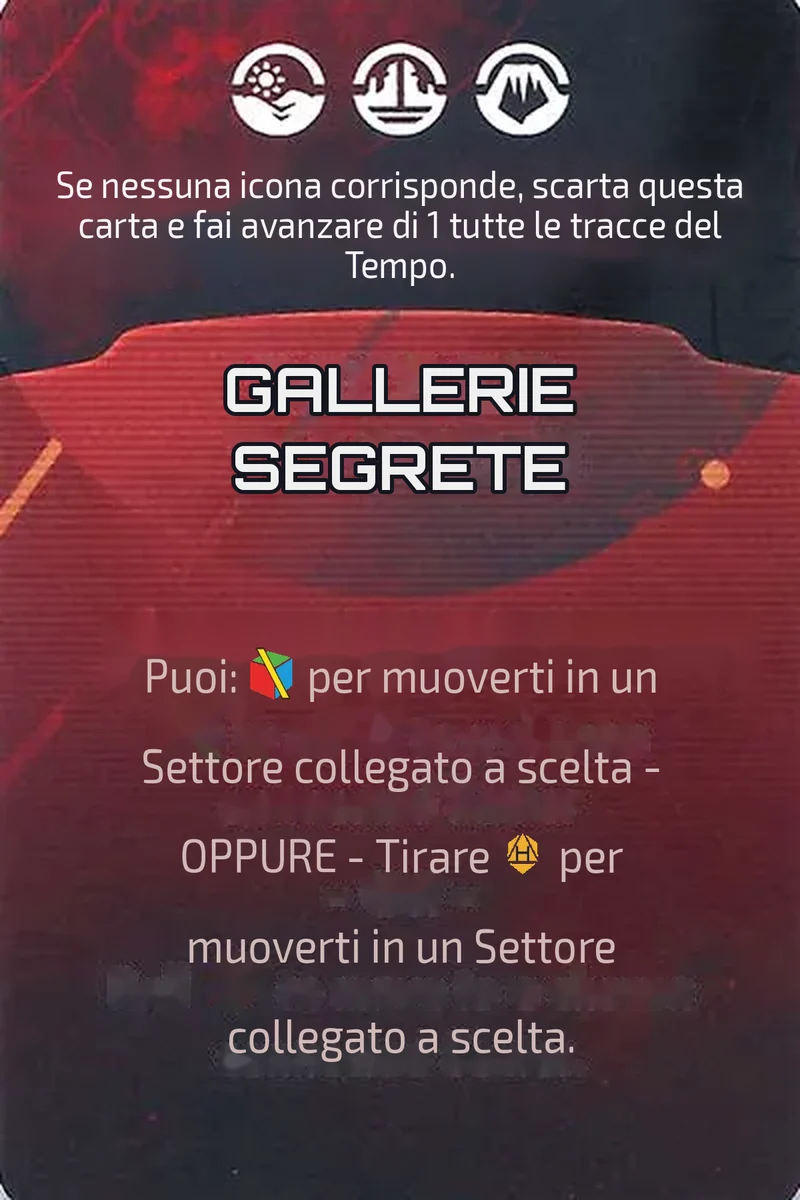 Se nessuna icona corrisponde, scarta questa
carta e fai avanzare di 1 tutte le tracce del
Tempo.
GALLERIE
SEGRETE
Puoi: per muoverti in un
Settore collegato a scelta -
OPPURE - Tirare H per
muoverti in un Settore
collegato a scelta.